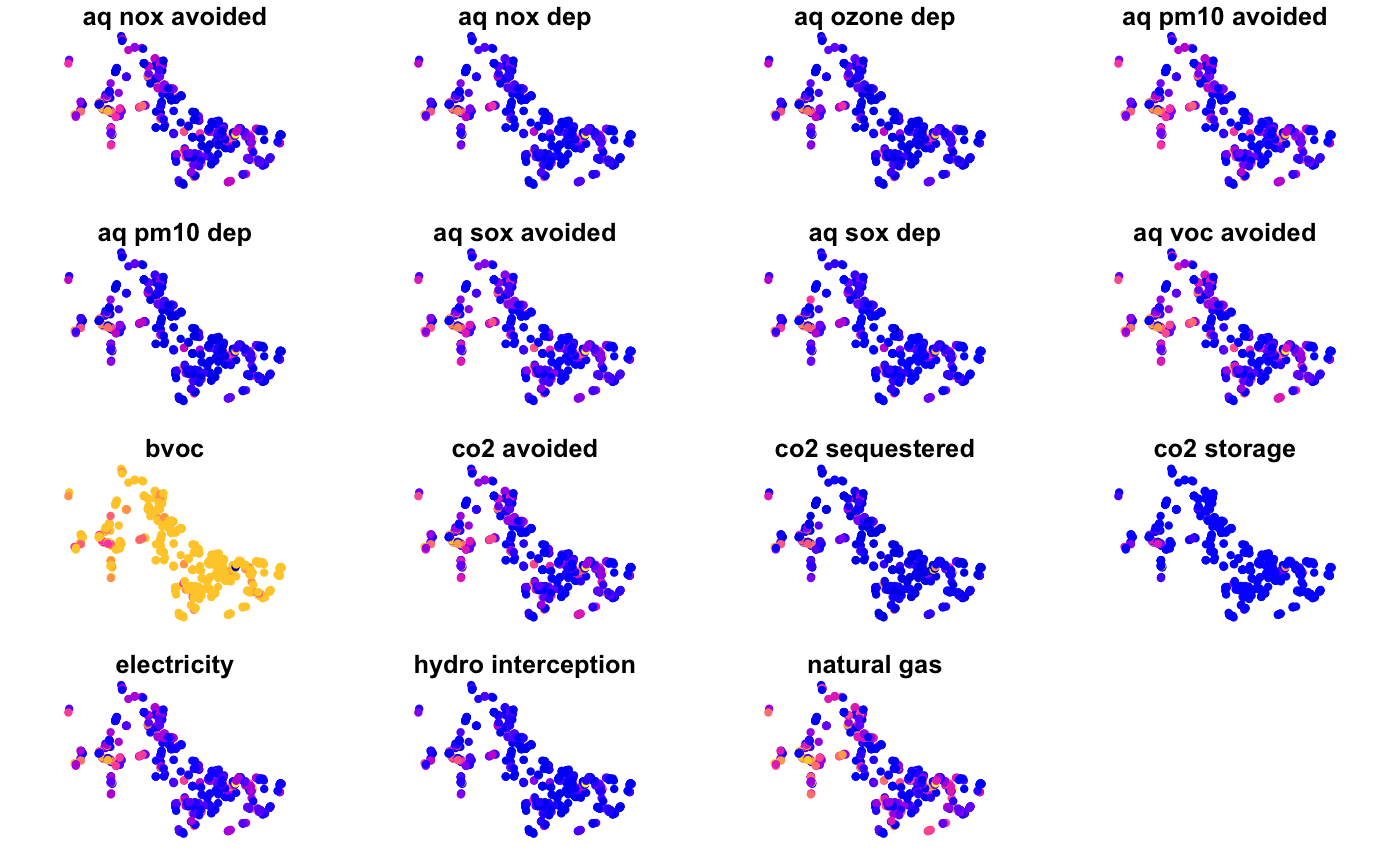 aq nox avoided
aq nox dep
aq ozone dep
aq pm10 avoided
aq pm10 dep
aq sox avoided
aq sox dep
aq voc avoided
bvoc
co2 avoided
co2 sequestered
co2 storage
electricity
hydro interception
natural gas